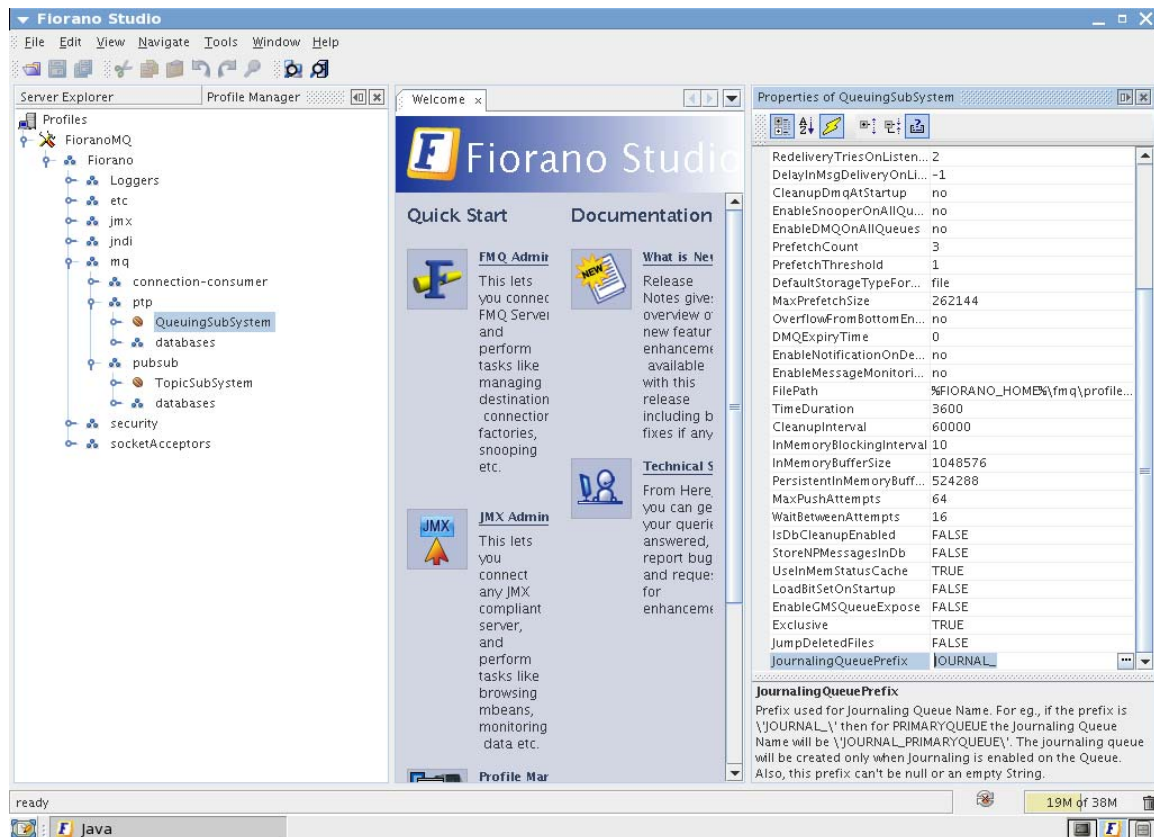 Fiorano Studio
File Edit View Navigate Tools Window Help
Server Explorer
Profile Manager
Profiles
FioranoMQ
Fiorano
Loggers
etc
jmx
jndi
mq
connection-consumer
ptp
QueuingSubSystem
databases
pubsub
TopicSubSystem
databases
security
socketAcceptors
Welcome
Fiorano Studio
Quick Start
FMQ Admir
This lets
you connec
FMQ Server
and
perform
tasks like
managing
destination
connection
factories,
snooping
etc.
JMX
JMX Admin
This lets
you
connect
any JMX
compliant
server,
and
perform
tasks like
browsing
mbeans,
monitoring
data etc.
Profile Mar
Documentation
NEW
What is Nev
Release
Notes gives
overview o
new featur
enhanceme
available
with this
release
including b
fixes if any
Technical S
From Here,
you can ge
your querie
answered,
report bug
and reques
for
enhanceme
Properties of QueuingSubSystem
RedeliveryTriesOnListen... 2
DelayInMsgDeliveryOnLi... -1
CleanupDmqAtStartup no
EnableSnooperOnAllQu... no
EnableDMQOnAllQueues no
PrefetchCount 3
PrefetchThreshold 1
DefaultStorageTypeFor... file
MaxPrefetchSize 262144
OverflowFromBottomEn... no
DMQExpiryTime 0
EnableNotificationOnDe... no
EnableMessageMonitori... no
FilePath %FIORANO_HOME%\fmq\profile...
TimeDuration 3600
CleanupInterval 60000
InMemoryBlockingInterval 10
InMemoryBufferSize 1048576
PersistentInMemoryBuff... 524288
MaxPushAttempts 64
WaitBetweenAttempts 16
IsDbCleanupEnabled FALSE
StoreNPMessagesInDb FALSE
UseInMemStatusCache TRUE
LoadBitSetOnStartup FALSE
EnableGMSQueueExpose FALSE
Exclusive TRUE
JumpDeletedFiles FALSE
JournalingQueuePrefix JOURNAL_
JournalingQueuePrefix
Prefix used for Journaling Queue Name. For eg., if the prefix is
\'JOURNAL_\' then for PRIMARYQUEUE the Journaling Queue
Name will be \'JOURNAL_PRIMARYQUEUE\'. The journaling queue
will be created only when Journaling is enabled on the Queue.
Also, this prefix can't be null or an empty String.
ready
19M of 38M
Java